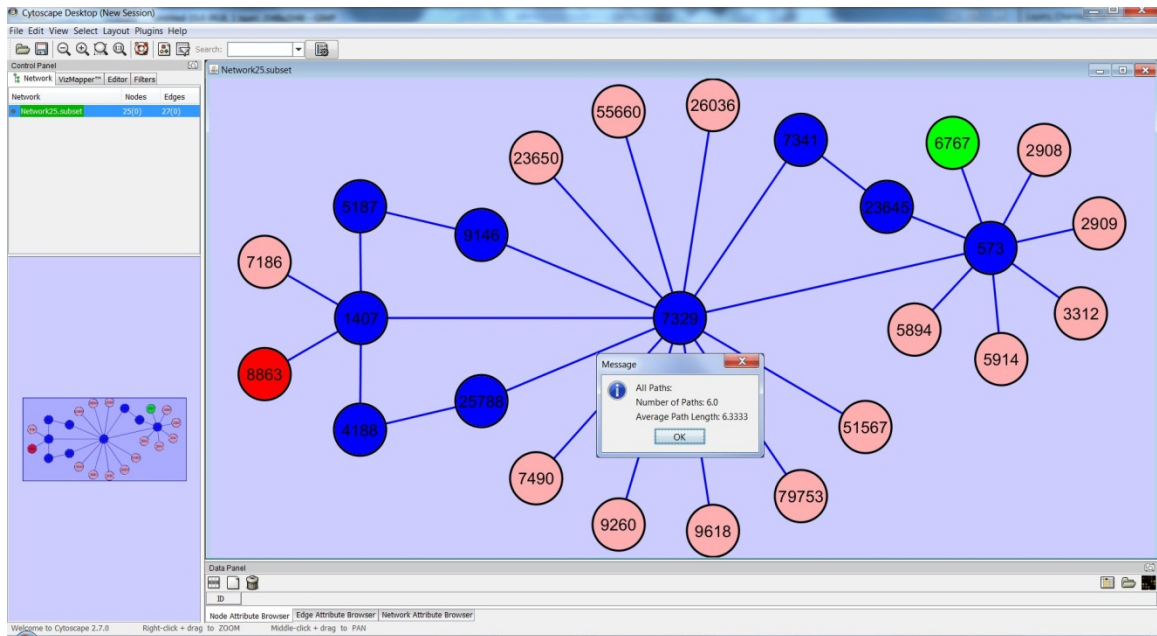 Cytoscape Desktop (New Session)
File Edit View Select Layout Plugins Help
Search:
Control Panel
Network VizMapper™ Editor Filters
Network Nodes Edges
Network25.subset 25(0) 27(0)
Network25.subset
55660
26036
7341
6767
2908
23650
5187
23645
2909
9146
573
7186
1407
7329
3312
5894
5914
8863
Message
All Paths:
Number of Paths: 6.0
Average Path Length: 6.3333
OK
25788
4188
51567
7490
79753
9260
9618
Data Panel
ID
Node Attribute Browser Edge Attribute Browser Network Attribute Browser
Welcome to Cytoscape 2.7.0 Right-click + drag to ZOOM Middle-click + drag to PAN